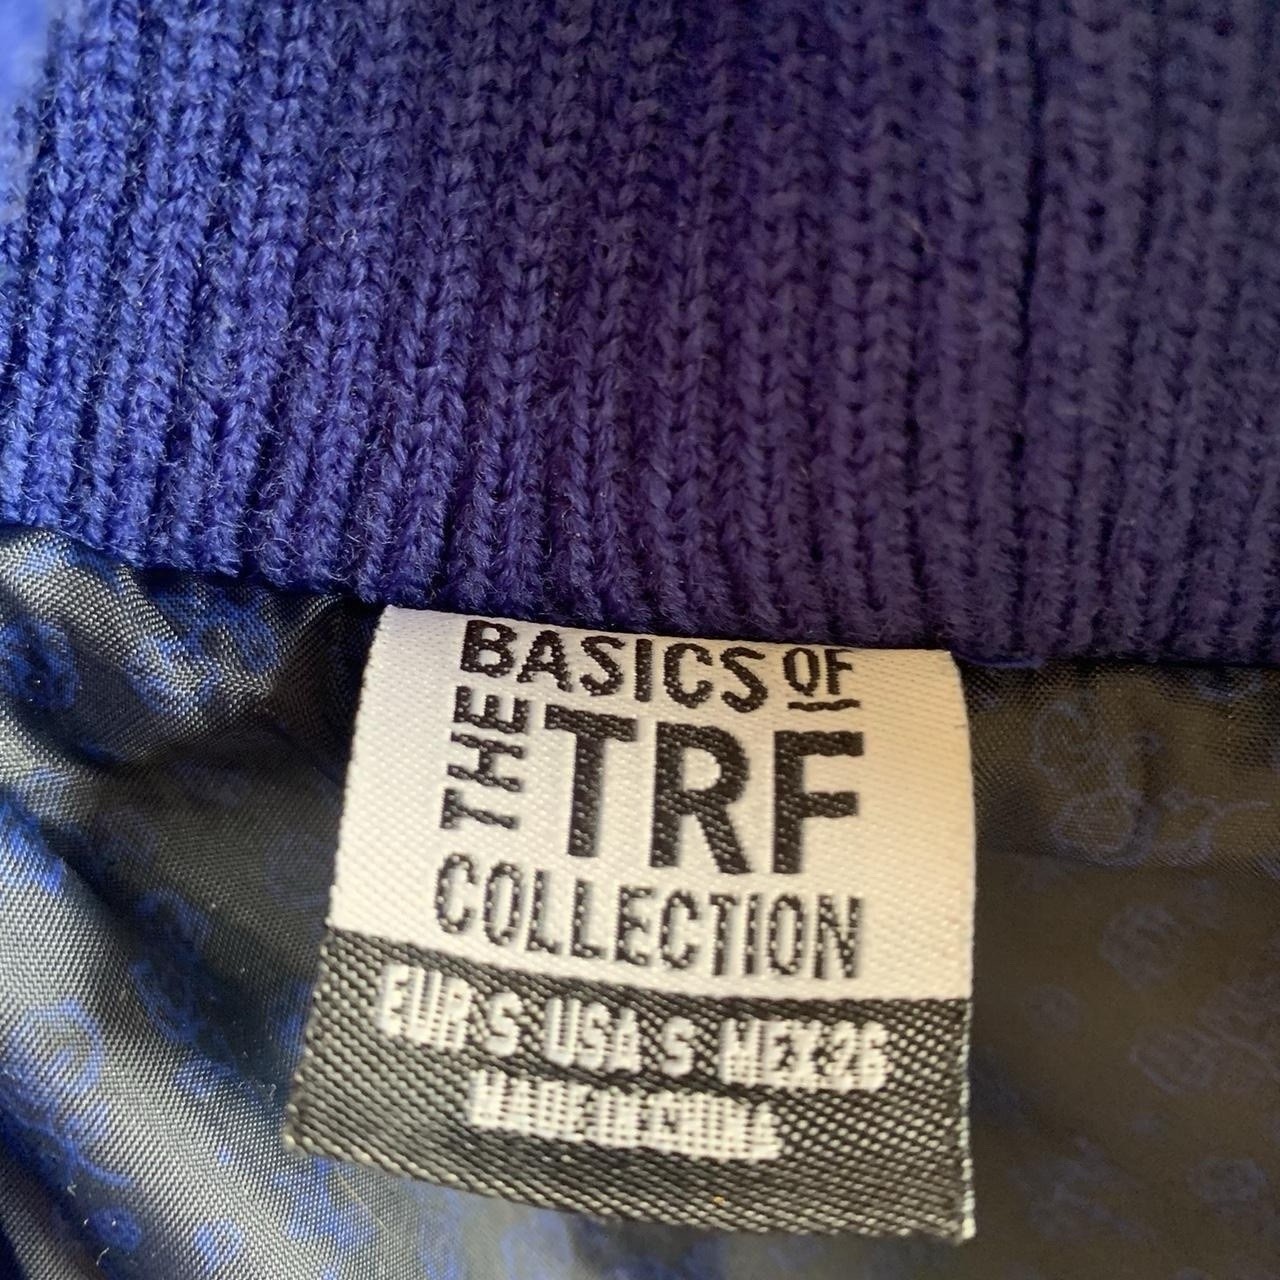 BASICS OF
THE TRF
COLLECTION
EUR S USA S MEX 26
MADE IN CHINA